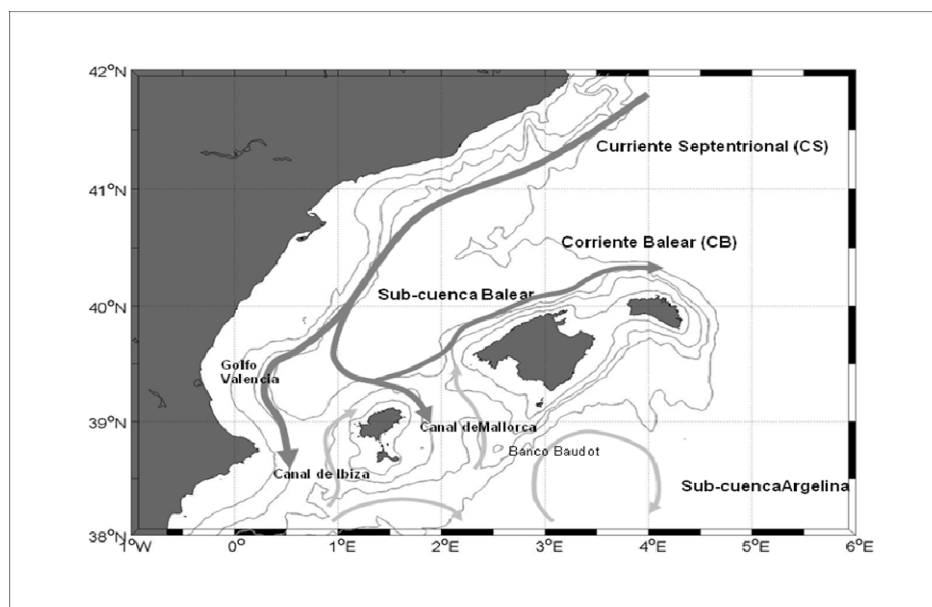 42°N
Curriente Septentrional (CS)
41°N
Corriente Balear (CB)
Sub-cuenca Balear
40°N
Golfo
Valencia
39°N
Canal deMallorca
Banco Baudot
Canal de Ibiza
Sub-cuencaArgelina
38°N
1°W
0°
1°E
2°E
3°E
4°E
5°E
6°E